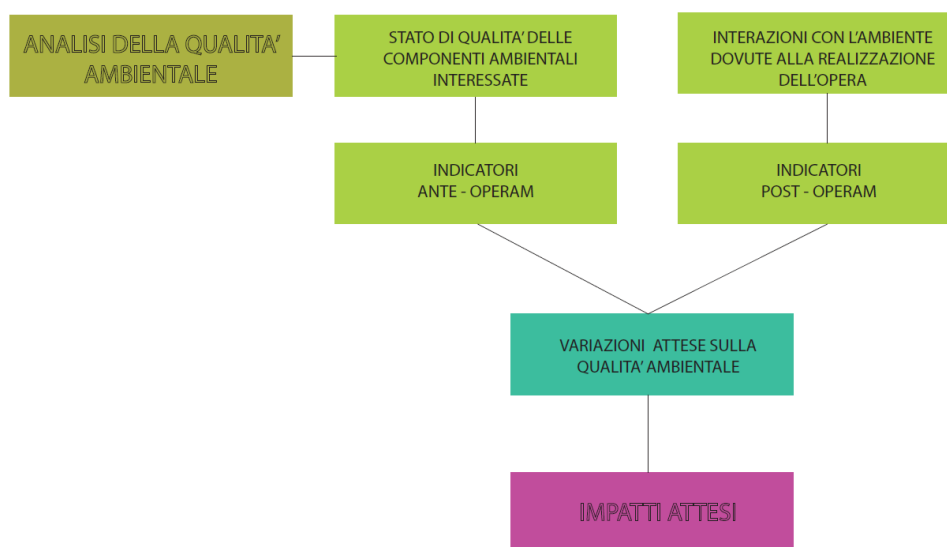 ANALISI DELLA QUALITA’
AMBIENTALE
STATO DI QUALITA’ DELLE
COMPONENTI AMBIENTALI
INTERESSATE
INTERAZIONI CON L’AMBIENTE
DOVUTE ALLA REALIZZAZIONE
DELL’OPERA
INDICATORI
ANTE - OPERAM
INDICATORI
POST - OPERAM
VARIAZIONI ATTESE SULLA
QUALITA’ AMBIENTALE
IMPATTI ATTESI